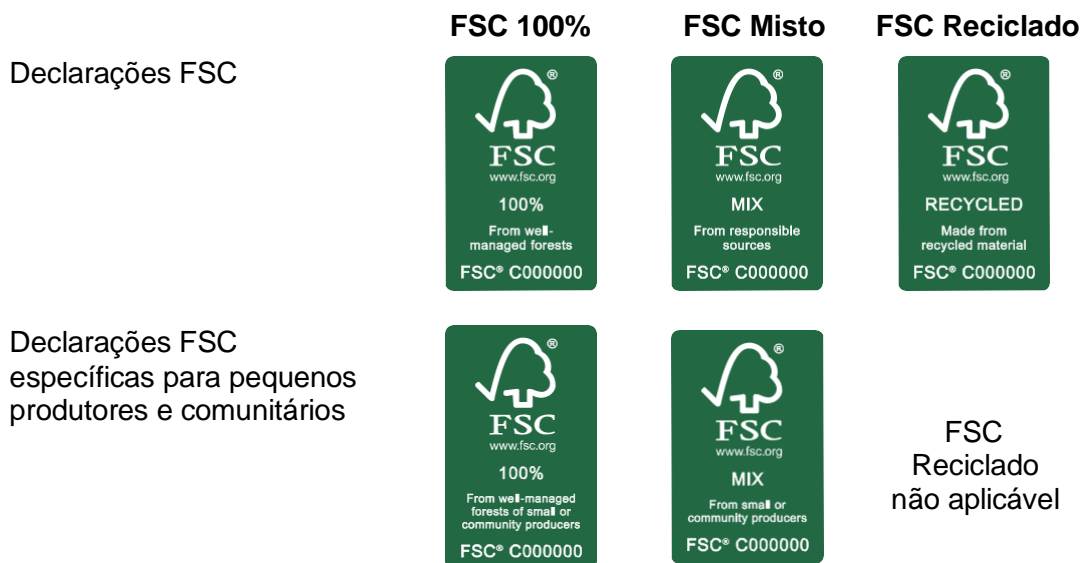 FSC 100%
FSC Misto
FSC Reciclado
Declarações FSC
®
FSC
www.fsc.org
100%
From well-
managed forests
FSC® C000000
®
FSC
www.fsc.org
MIX
From responsible
sources
FSC® C000000
®
FSC
www.fsc.org
RECYCLED
Made from
recycled material
FSC® C000000
Declarações FSC
específicas para pequenos
produtores e comunitários
®
FSC
www.fsc.org
100%
From well-managed
forests of small or
community producers
FSC® C000000
®
FSC
www.fsc.org
MIX
From small or
community producers
FSC® C000000
FSC
Reciclado
não aplicável